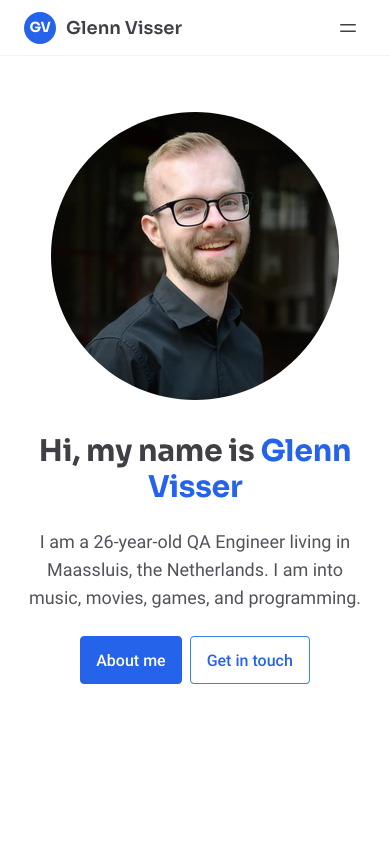 GV Glenn Visser
Hi, my name is Glenn
Visser
I am a 26-year-old QA Engineer living in
Maassluis, the Netherlands. I am into
music, movies, games, and programming.
About me Get in touch